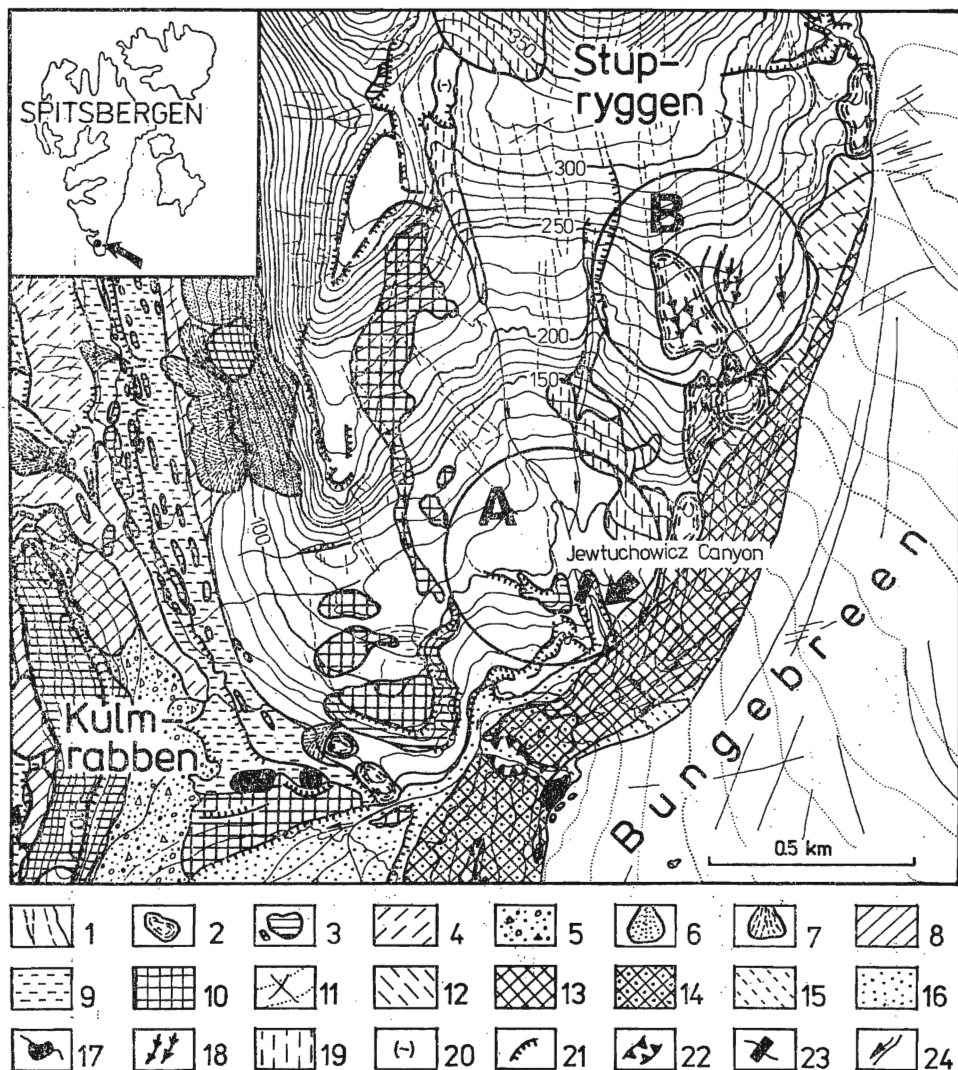 SPITSBERGEN
350
Stup-
ryggen
300
B
250
200
150
A
100
Jewtuchowicz Canyon
Kulm-
rabben
Bungebreen
0.5 km
1 2 3 4 5 6 7 8
9 10 11 12 13 14 15 16
17 18 19 20 21 22 23 24